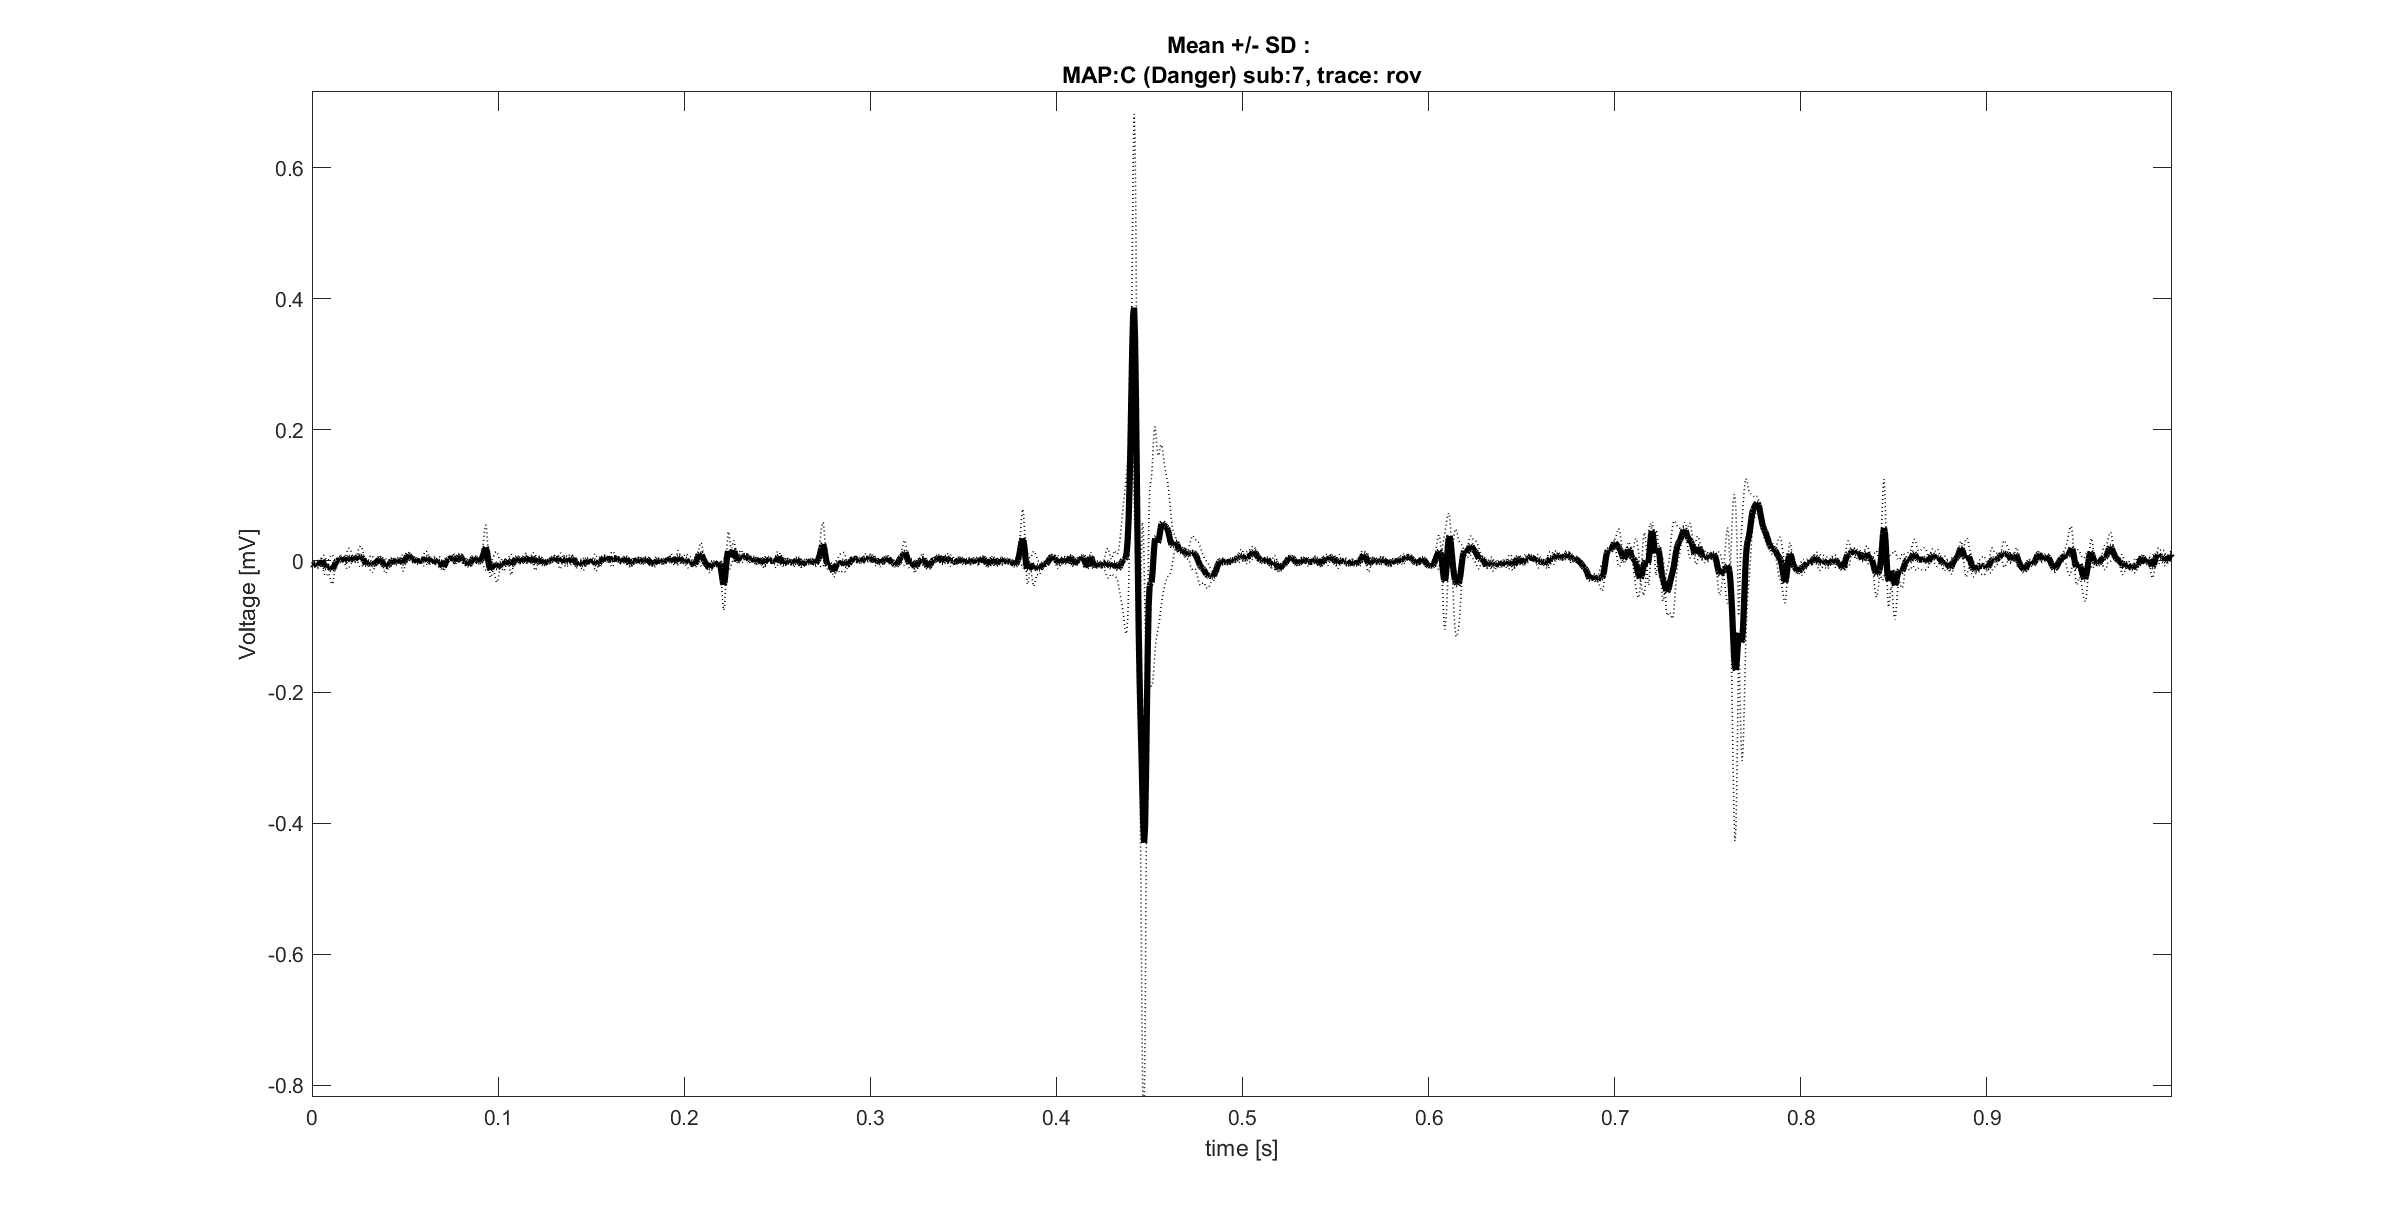 Mean +/- SD :
MAP:C (Danger) sub:7, trace: rov
0.6
0.4
0.2
0
-0.2
-0.4
-0.6
-0.8
Voltage [mV]
0 0.1 0.2 0.3 0.4 0.5 0.6 0.7 0.8 0.9
time [s]